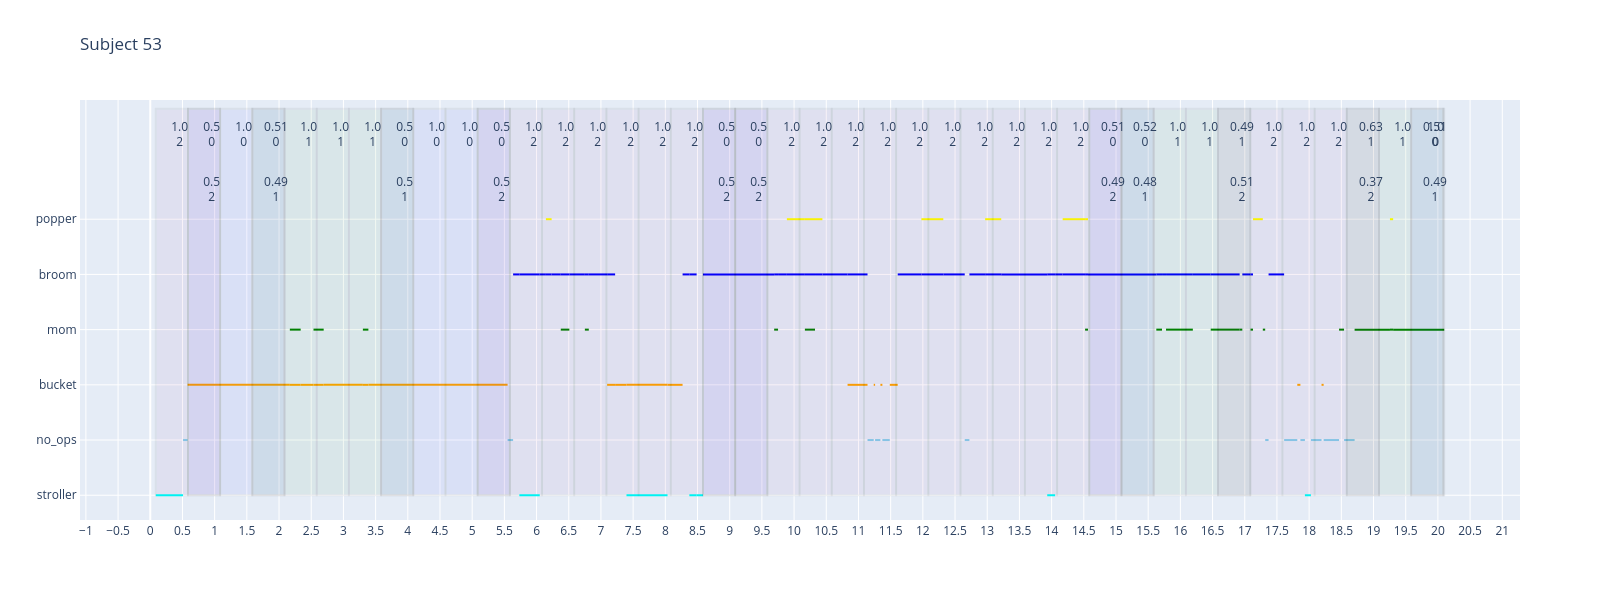 Subject 53
1.0 0.5 1.0 0.51 1.0 1.0 1.0 0.5 1.0 1.0 0.5 1.0 1.0 1.0 1.0 1.0 1.0 0.5 0.5 1.0 1.0 1.0 1.0 1.0 1.0 1.0 1.0 1.0 1.0 0.51 0.52 1.0 1.0 0.49 1.0 1.0 1.0 0.63 1.0
2 0 0 0 1 1 1 0 0 0 0 2 2 2 2 2 2 0 0 2 2 2 2 2 2 2 2 2 2 0 0 1 1 1 2 2 2 1 1 0
0.5 0.49 0.5 0.5 0.5 0.5 0.49 0.48 0.51 0.37 0.49
2 1 1 2 2 2 2 1 2 2 1
popper
broom
mom
bucket
no_ops
stroller
−1 −0.5 0 0.5 1 1.5 2 2.5 3 3.5 4 4.5 5 5.5 6 6.5 7 7.5 8 8.5 9 9.5 10 10.5 11 11.5 12 12.5 13 13.5 14 14.5 15 15.5 16 16.5 17 17.5 18 18.5 19 19.5 20 20.5 21